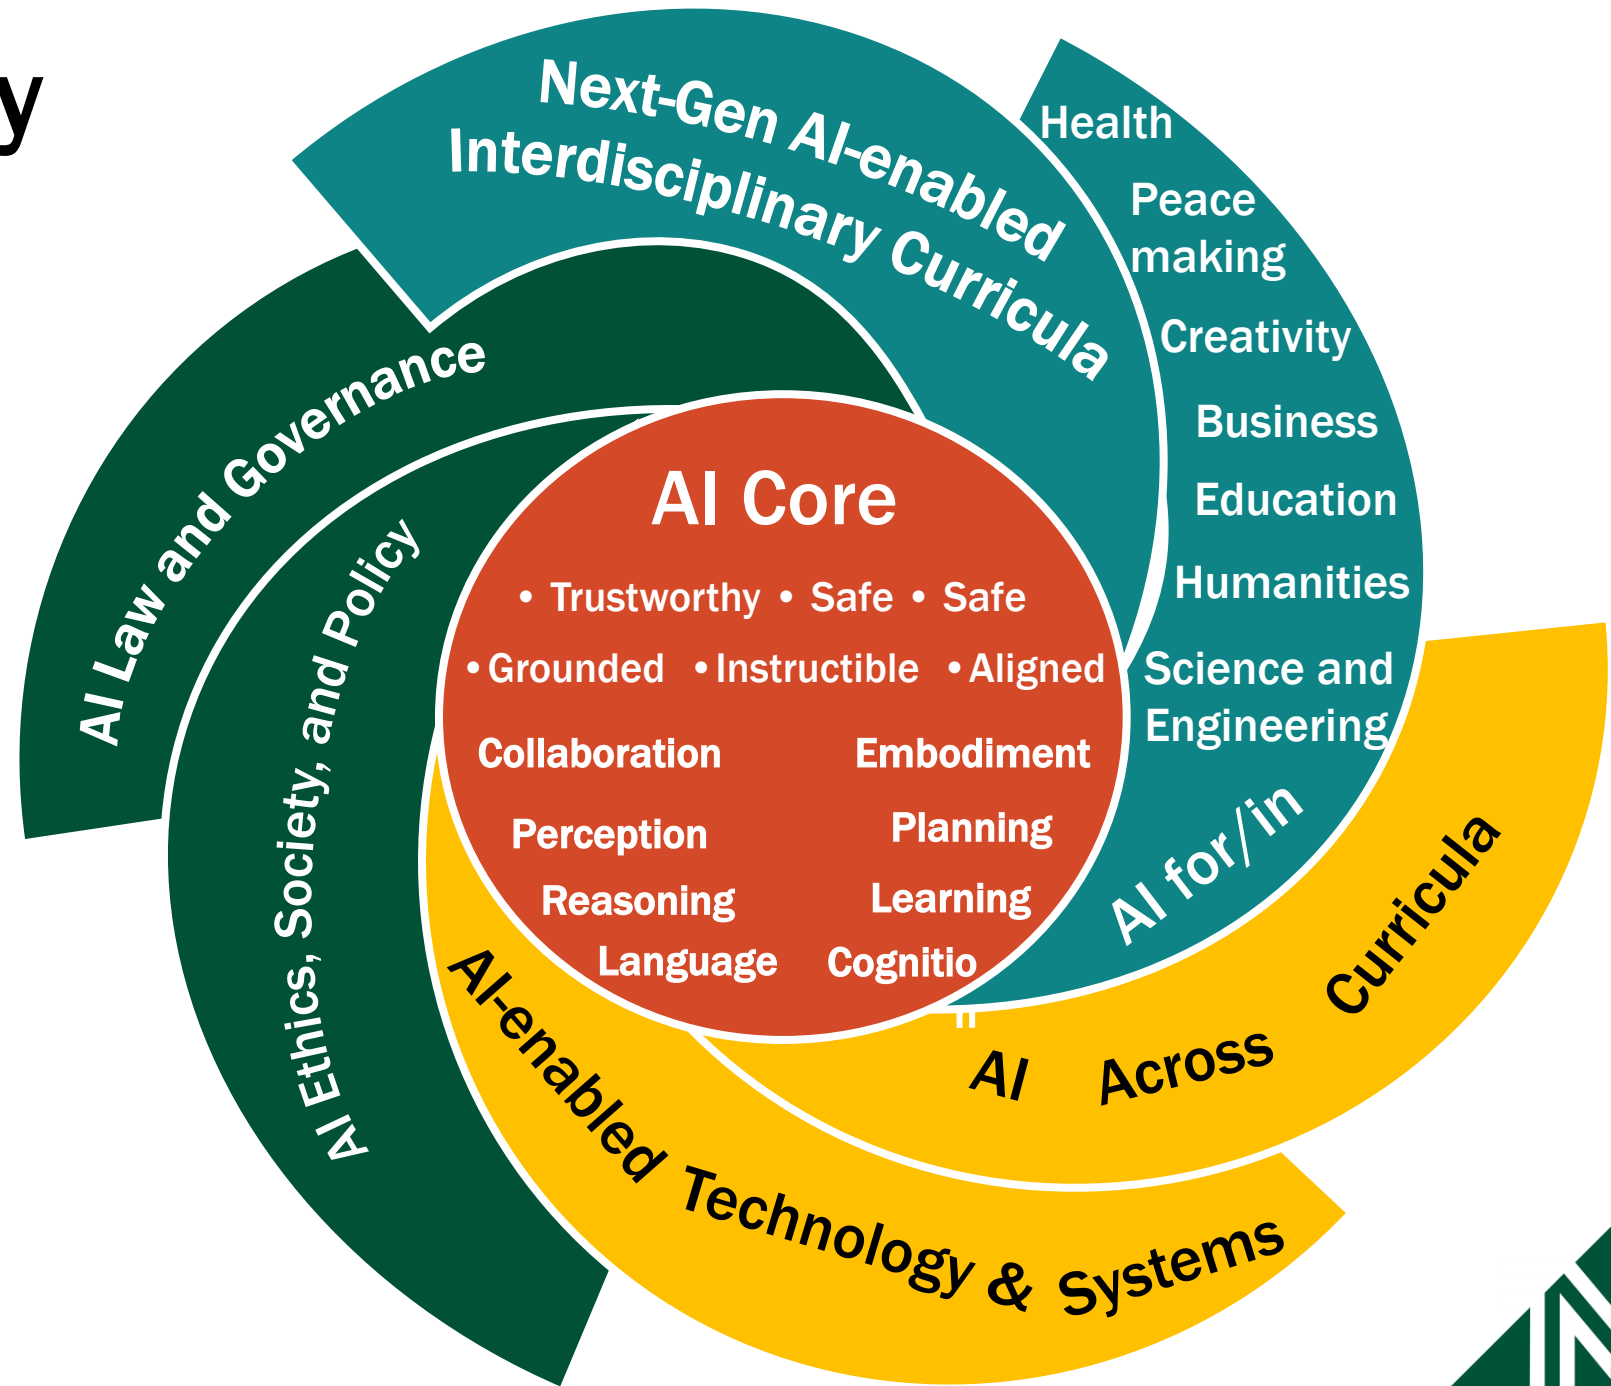 y
Next-Gen AI-enabled
Interdisciplinary Curricula
Health
Peace
making
Creativity
Business
Education
Humanities
Science and
Engineering
AI for/in
AI Law and Governance
AI Ethics, Society, and Policy
AI Core
• Trustworthy • Safe • Safe
• Grounded • Instructible • Aligned
Collaboration Embodiment
Perception Planning
Reasoning Learning
Language Cognitio
n
AI Across Curricula
AI-enabled Technology & Systems